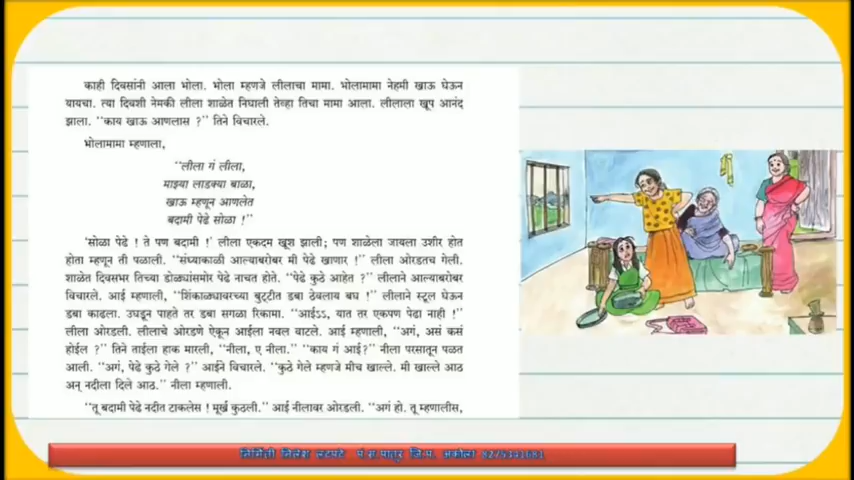 काही दिवसांनी आला भोला. भोला म्हणजे लीलाचा मामा. भोलामामा नेहमी खाऊ घेऊन
यायचा. त्या दिवशी नेमकी लीला शाळेत निघाली तेव्हा तिचा मामा आला. लीलाला खूप आनंद
झाला. “काय खाऊ आणलास ?” तिने विचारले.
भोलामामा म्हणाला,
“लीला गं लीला,
माझ्या लाडक्या बाळा,
खाऊ म्हणून आणलेत
बदामी पेढे सोळा !”
‘सोळा पेढे ! ते पण बदामी !’ लीला एकदम खूश झाली; पण शाळेला जायला उशीर होत
होता म्हणून ती पळाली. “संध्याकाळी आल्याबरोबर मी पेढे खाणार !” लीला ओरडतच गेली.
शाळेत दिवसभर तिच्या डोळ्यांसमोर पेढे नाचत होते. “पेढे कुठे आहेत ?” लीलाने आल्याबरोबर
विचारले. आई म्हणाली, “शिंकाळ्यावरच्या बुट्टीत डबा ठेवलाय बघ !” लीलाने स्टूल घेऊन
डबा काढला. उघडून पाहते तर डबा सगळा रिकामा. “आईऽऽ, यात तर एकपण पेढा नाही !”
लीला ओरडली. लीलाचे ओरडणे ऐकून आईला नवल वाटले. आई म्हणाली, “अगं, असं कसं
होईल ?” तिने ताईला हाक मारली, “नीला, ए नीला.” “काय गं आई?” नीला परसातून पळत
आली. “अगं, पेढे कुठे गेले ?” आईने विचारले. “कुठे गेले म्हणजे मीच खाल्ले. मी खाल्ले आठ
अन् नदीला दिले आठ.” नीला म्हणाली.
“तू बदामी पेढे नदीत टाकलेस ! मूर्ख कुठली.” आई नीलावर ओरडली. “अगं हो. तू म्हणालीस,
निर्मिती निलेश पं.स.पातूर जि.प. अकोला